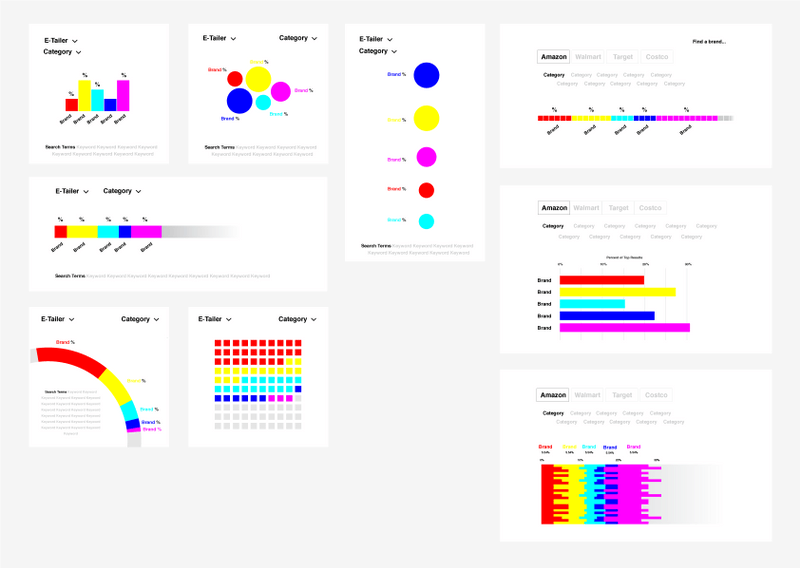 E-Tailer
Category
%
%
%
%
%
Brand
Brand
Brand
Brand
Brand
Search Terms Keyword Keyword Keyword Keyword
Keyword Keyword Keyword Keyword Keyword
E-Tailer
Category
Brand %
Brand %
Brand %
Brand %
Brand %
Search Terms Keyword Keyword Keyword Keyword
Keyword Keyword Keyword Keyword Keyword
E-Tailer
Category
Brand %
Brand %
Brand %
Brand %
Brand %
Search Terms Keyword Keyword Keyword Keyword
Keyword Keyword Keyword Keyword Keyword
E-Tailer
Category
%
%
%
%
%
Brand
Brand
Brand
Brand
Brand
Search Terms Keyword Keyword Keyword Keyword Keyword Keyword Keyword Keyword
E-Tailer
Category
Brand %
Brand %
Brand %
Brand %
Brand %
Search Terms Keyword Keyword
Keyword Keyword Keyword Keyword
Keyword Keyword Keyword Keyword
Keyword Keyword Keyword Keyword
Keyword Keyword Keyword Keyword
Keyword Keyword Keyword Keyword
Keyword Keyword Keyword Keyword
Keyword
E-Tailer
Category
Find a brand...
Amazon Walmart Target Costco
Category Category Category Category Category
Category Category Category Category Category
%
%
%
%
%
Brand
Brand
Brand
Brand
Brand
Amazon Walmart Target Costco
Category Category Category Category Category Category Category
Category Category Category Category Category Category
Percent of Top Results
0% 10% 20% 30%
Brand
Brand
Brand
Brand
Brand
Amazon Walmart Target Costco
Category Category Category Category Category
Category Category Category Category Category
Brand Brand Brand Brand Brand